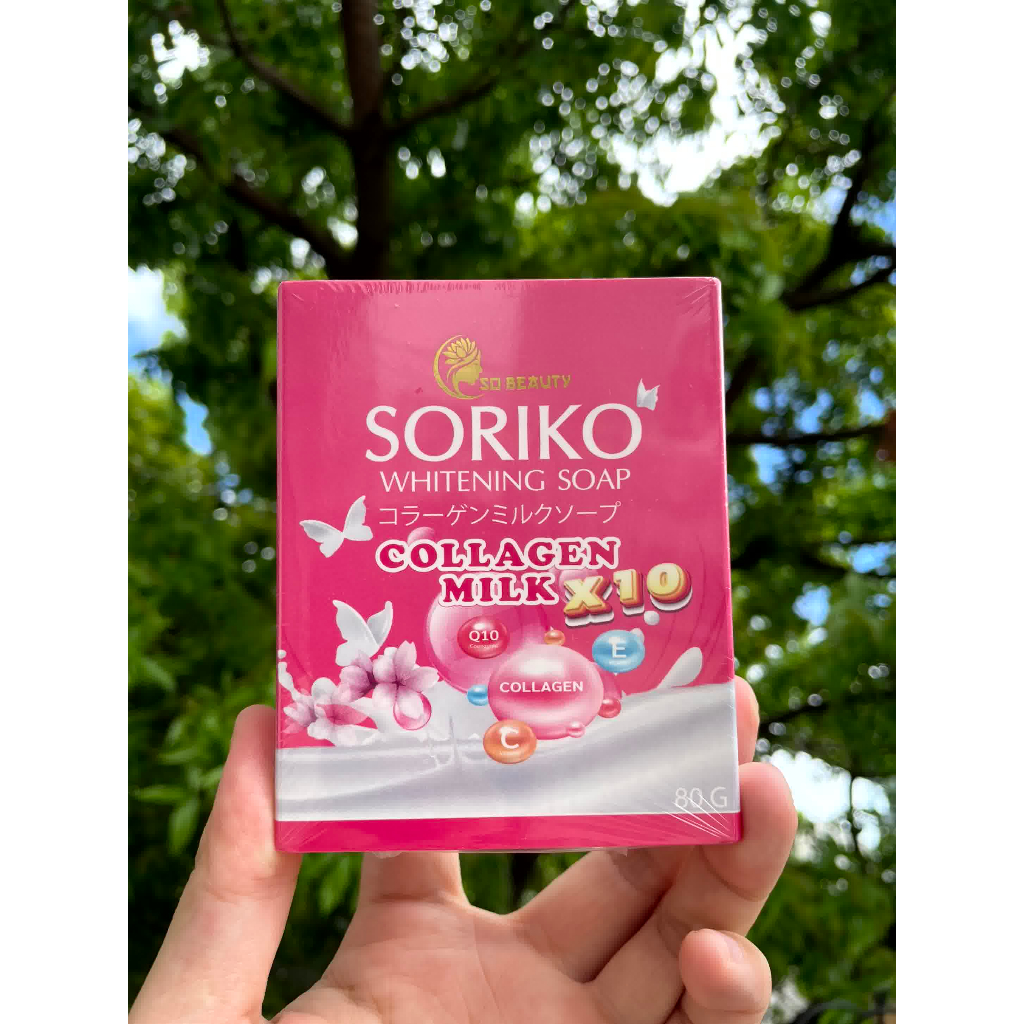 SO BEAUTY
SORIKO
WHITENING SOAP
コラーゲンミルクソープ
COLLAGEN
MILK x10
Q10
E
COLLAGEN
C
80 G